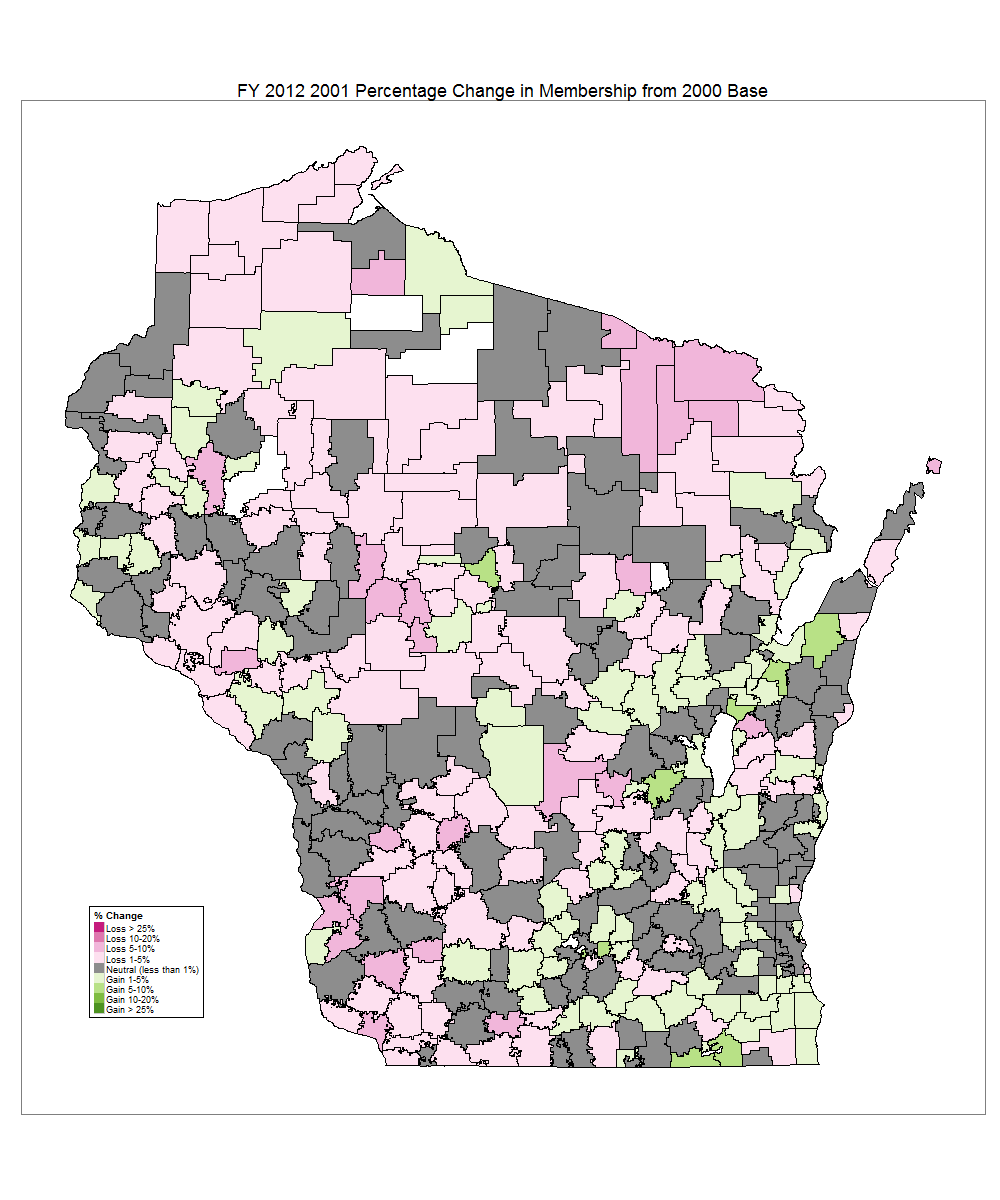 FY 2012 2001 Percentage Change in Membership from 2000 Base
% Change
Loss > 25%
Loss 10-20%
Loss 5-10%
Loss 1-5%
Neutral (less than 1%)
Gain 1-5%
Gain 5-10%
Gain 10-20%
Gain > 25%